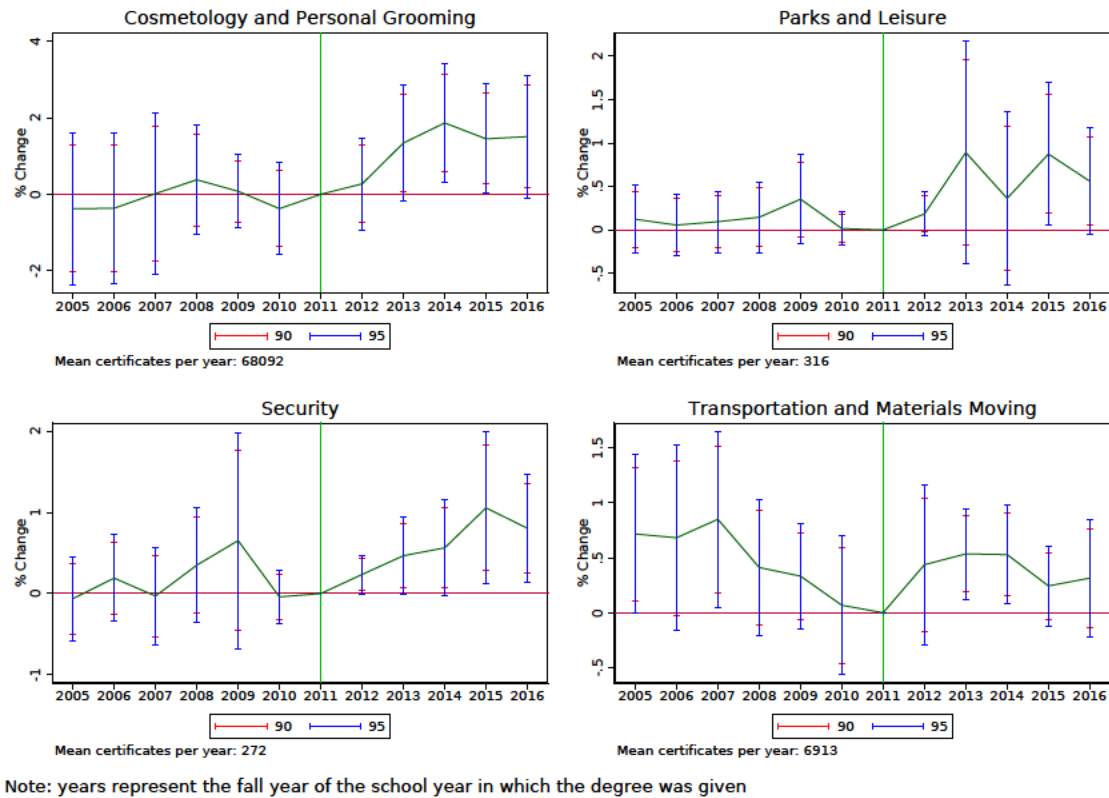 Cosmetology and Personal Grooming
% Change
4
2
0
-2
2005 2006 2007 2008 2009 2010 2011 2012 2013 2014 2015 2016
90 95
Mean certificates per year: 68092
Parks and Leisure
% Change
2
1.5
1
.5
0
-.5
2005 2006 2007 2008 2009 2010 2011 2012 2013 2014 2015 2016
90 95
Mean certificates per year: 316
Security
% Change
2
1
0
-1
2005 2006 2007 2008 2009 2010 2011 2012 2013 2014 2015 2016
90 95
Mean certificates per year: 272
Transportation and Materials Moving
% Change
1.5
1
.5
0
-.5
2005 2006 2007 2008 2009 2010 2011 2012 2013 2014 2015 2016
90 95
Mean certificates per year: 6913
Note: years represent the fall year of the school year in which the degree was given